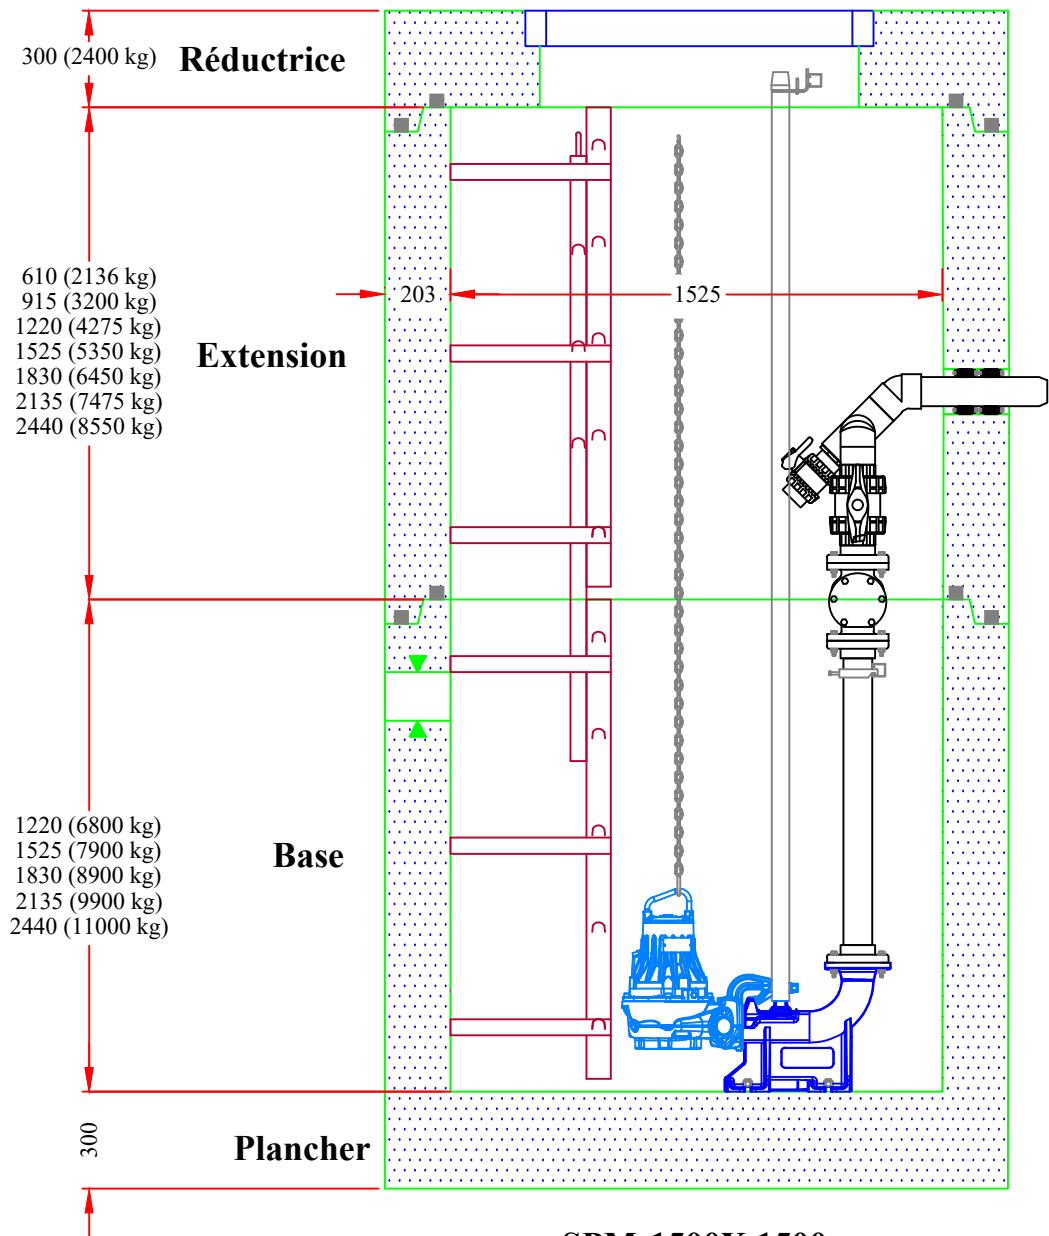 300 (2400 kg)
Réductrice
610 (2136 kg)
915 (3200 kg)
1220 (4275 kg)
1525 (5350 kg)
1830 (6450 kg)
2135 (7475 kg)
2440 (8550 kg)
Extension
203
1525
1220 (6800 kg)
1525 (7900 kg)
1830 (8900 kg)
2135 (9900 kg)
2440 (11000 kg)
Base
300
Plancher